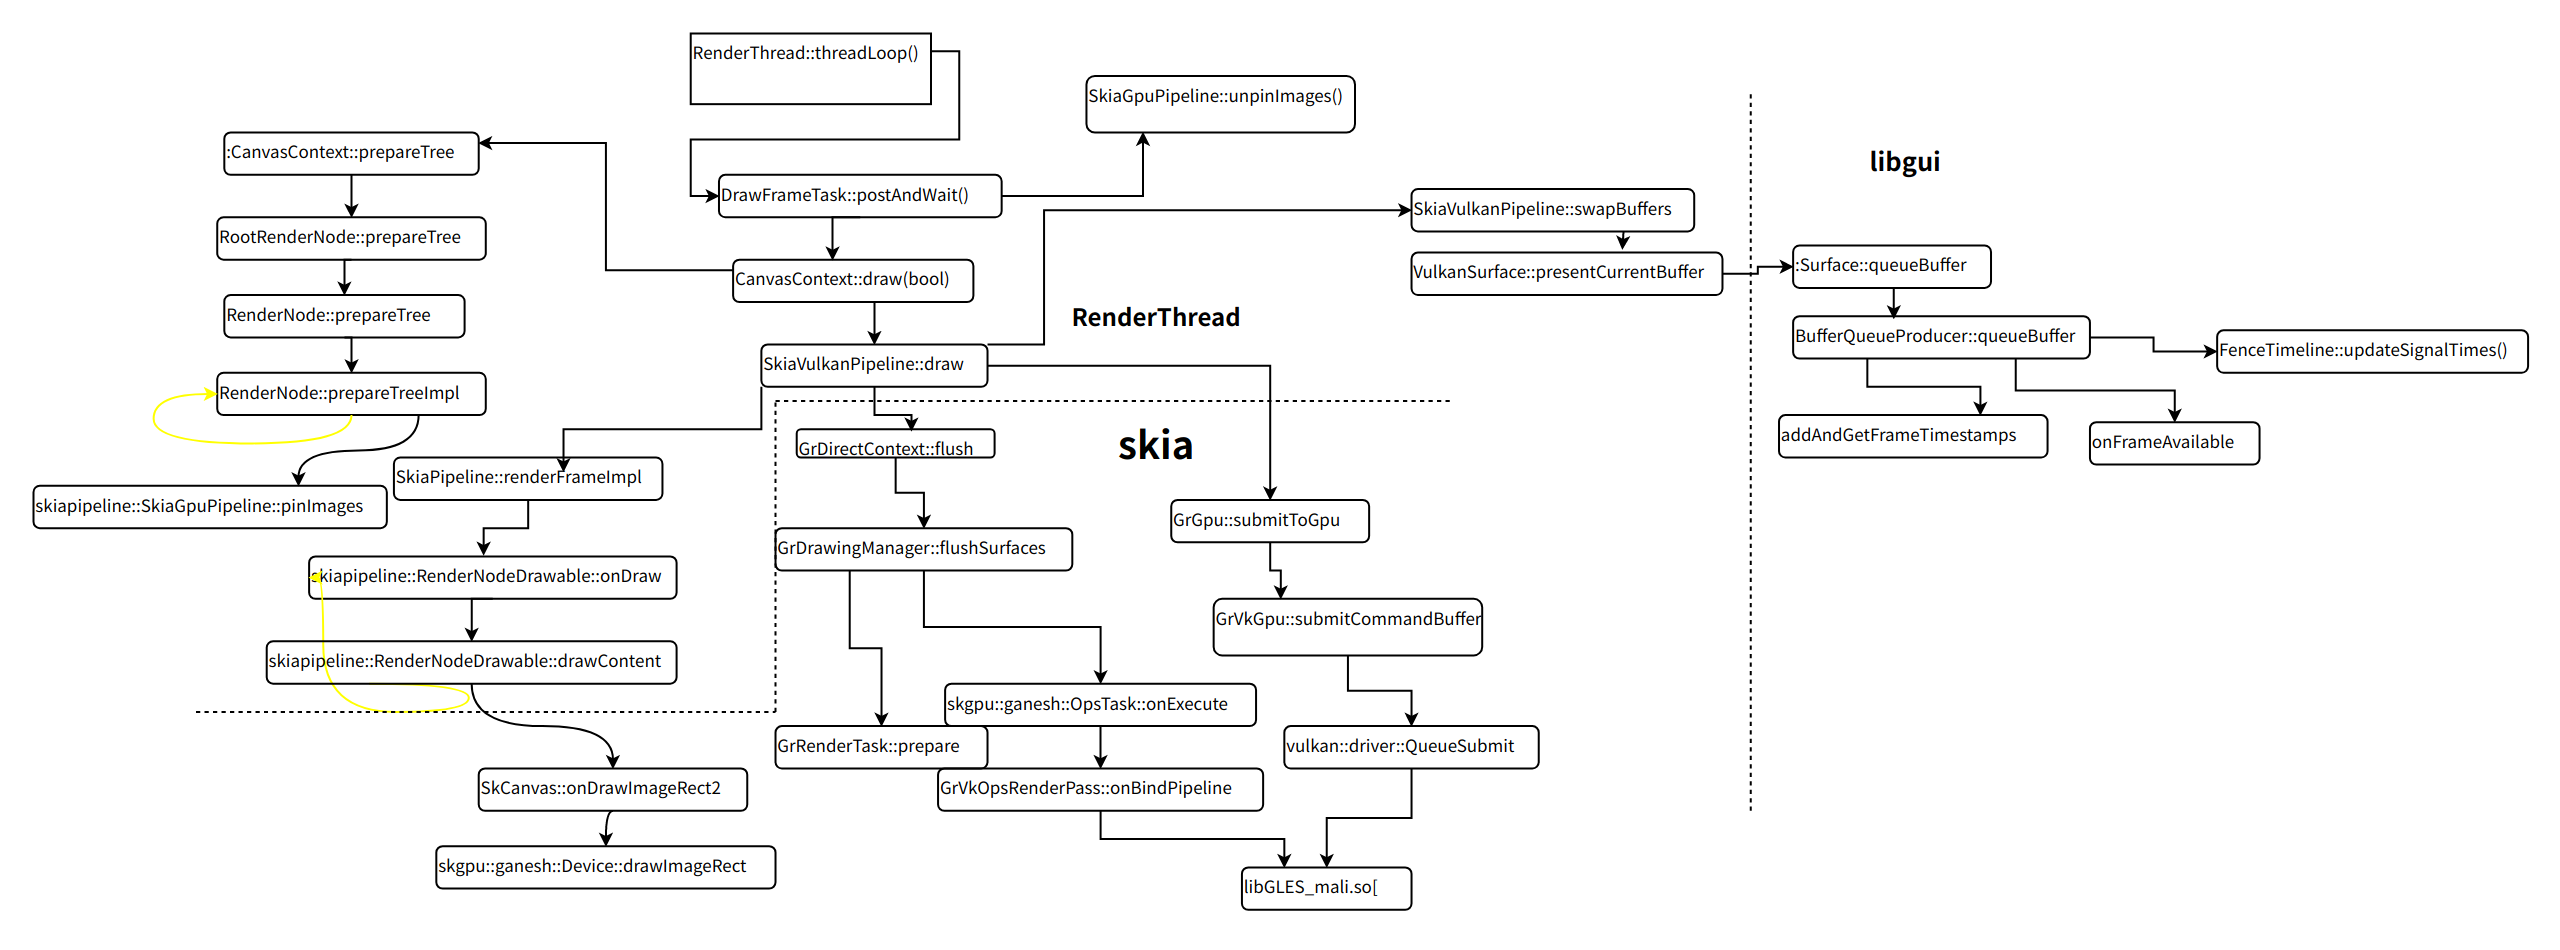 RenderThread::threadLoop()
SkiaGpuPipeline::unpinImages()
:CanvasContext::prepareTree
libgui
DrawFrameTask::postAndWait()
SkiaVulkanPipeline::swapBuffers
RootRenderNode::prepareTree
:Surface::queueBuffer
VulkanSurface::presentCurrentBuffer
CanvasContext::draw(bool)
RenderNode::prepareTree
RenderThread
BufferQueueProducer::queueBuffer
FenceTimeline::updateSignalTimes()
SkiaVulkanPipeline::draw
RenderNode::prepareTreeImpl
addAndGetFrameTimestamps
onFrameAvailable
skia
GrDirectContext::flush
SkiaPipeline::renderFrameImpl
skiapipeline::SkiaGpuPipeline::pinImages
GrGpu::submitToGpu
GrDrawingManager::flushSurfaces
skiapipeline::RenderNodeDrawable::onDraw
GrVkGpu::submitCommandBuffer
skiapipeline::RenderNodeDrawable::drawContent
skgpu::ganesh::OpsTask::onExecute
GrRenderTask::prepare
vulkan::driver::QueueSubmit
SkCanvas::onDrawImageRect2
GrVkOpsRenderPass::onBindPipeline
skgpu::ganesh::Device::drawImageRect
libGLES_mali.so[